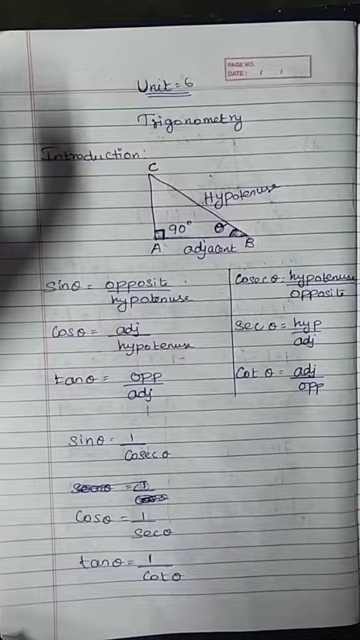 PAGE NO.
DATE: / /
Unit = 6
Trigonometry
Introduction:
C
Hypotenuse
90° θ
A adjacent B
sinθ = opposite / hypotenuse
cosecθ = hypotenuse / opposite
cosθ = adj / hypotenuse
sec θ = hyp / adj
tanθ = opp / adj
cot θ = adj / opp
sinθ = 1 / cosecθ
cosθ = 1 / secθ
tanθ = 1 / cotθ